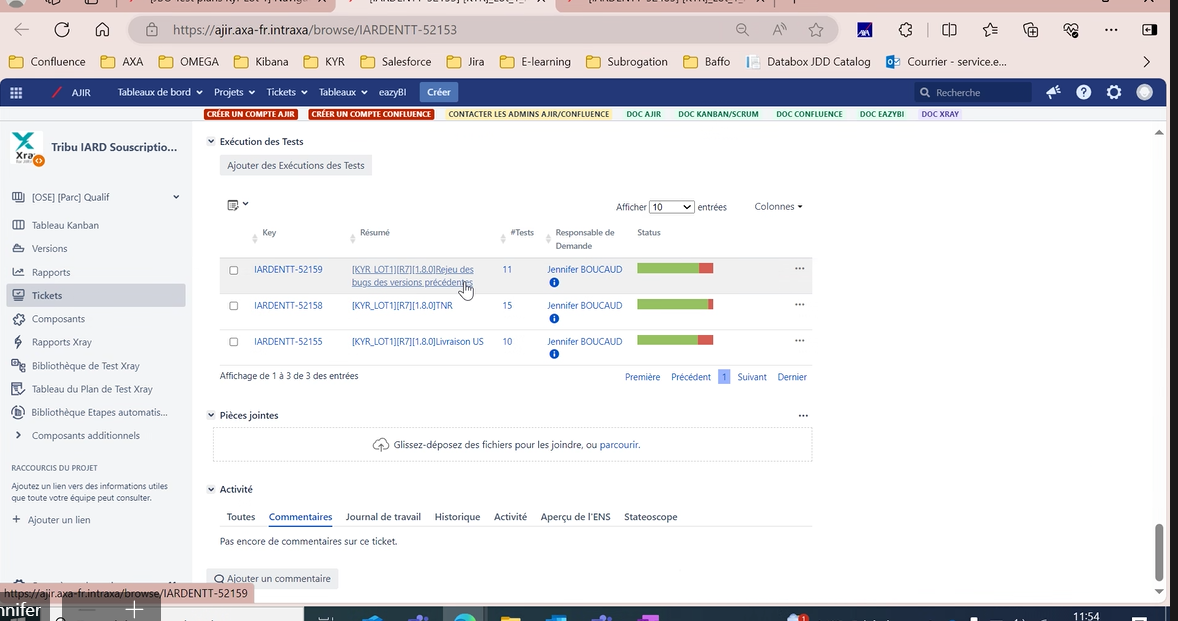 https://ajir.axa-fr.intraxa/browse/IARDENTT-52153
Confluence AXA OMEGA Kibana KYR Salesforce Jira E-learning Subrogation Baffo Databox JDD Catalog Courrier - service.e...
AJIR Tableaux de bord Projets Tickets Tableaux eazyBI Créer Recherche
CRÉER UN COMPTE AJIR CRÉER UN COMPTE CONFLUENCE CONTACTER LES ADMINS AJIR/CONFLUENCE DOC AJIR DOC KANBAN/SCRUM DOC CONFLUENCE DOC EAZYBI DOC XRAY
Tribu IARD Souscriptio...
[OSE] [Parc] Qualif
Tableau Kanban
Versions
Rapports
Tickets
Composants
Rapports Xray
Bibliothèque de Test Xray
Tableau du Plan de Test Xray
Bibliothèque Etapes automatis...
Composants additionnels
RACCOURCIS DU PROJET
Ajoutez un lien vers des informations utiles
que toute votre équipe peut consulter.
+ Ajouter un lien
Exécution des Tests
Ajouter des Exécutions des Tests
Afficher 10 entrées Colonnes
Key Résumé #Tests Responsable de Demande Status
IARDENTT-52159 [KYR_LOT1][R7][1.8.0]Rejeu des bugs des versions précédentes 11 Jennifer BOUCAUD
IARDENTT-52158 [KYR_LOT1][R7][1.8.0]TNR 15 Jennifer BOUCAUD
IARDENTT-52155 [KYR_LOT1][R7][1.8.0]Livraison US 10 Jennifer BOUCAUD
Affichage de 1 à 3 de 3 des entrées Première Précédent 1 Suivant Dernier
Pièces jointes
Glissez-déposez des fichiers pour les joindre, ou parcourir.
Activité
Toutes Commentaires Journal de travail Historique Activité Aperçu de l'ENS Stateoscope
Pas encore de commentaires sur ce ticket.
Ajouter un commentaire
https://ajir.axa-fr.intraxa/browse/IARDENTT-52159
nnifer
11:54